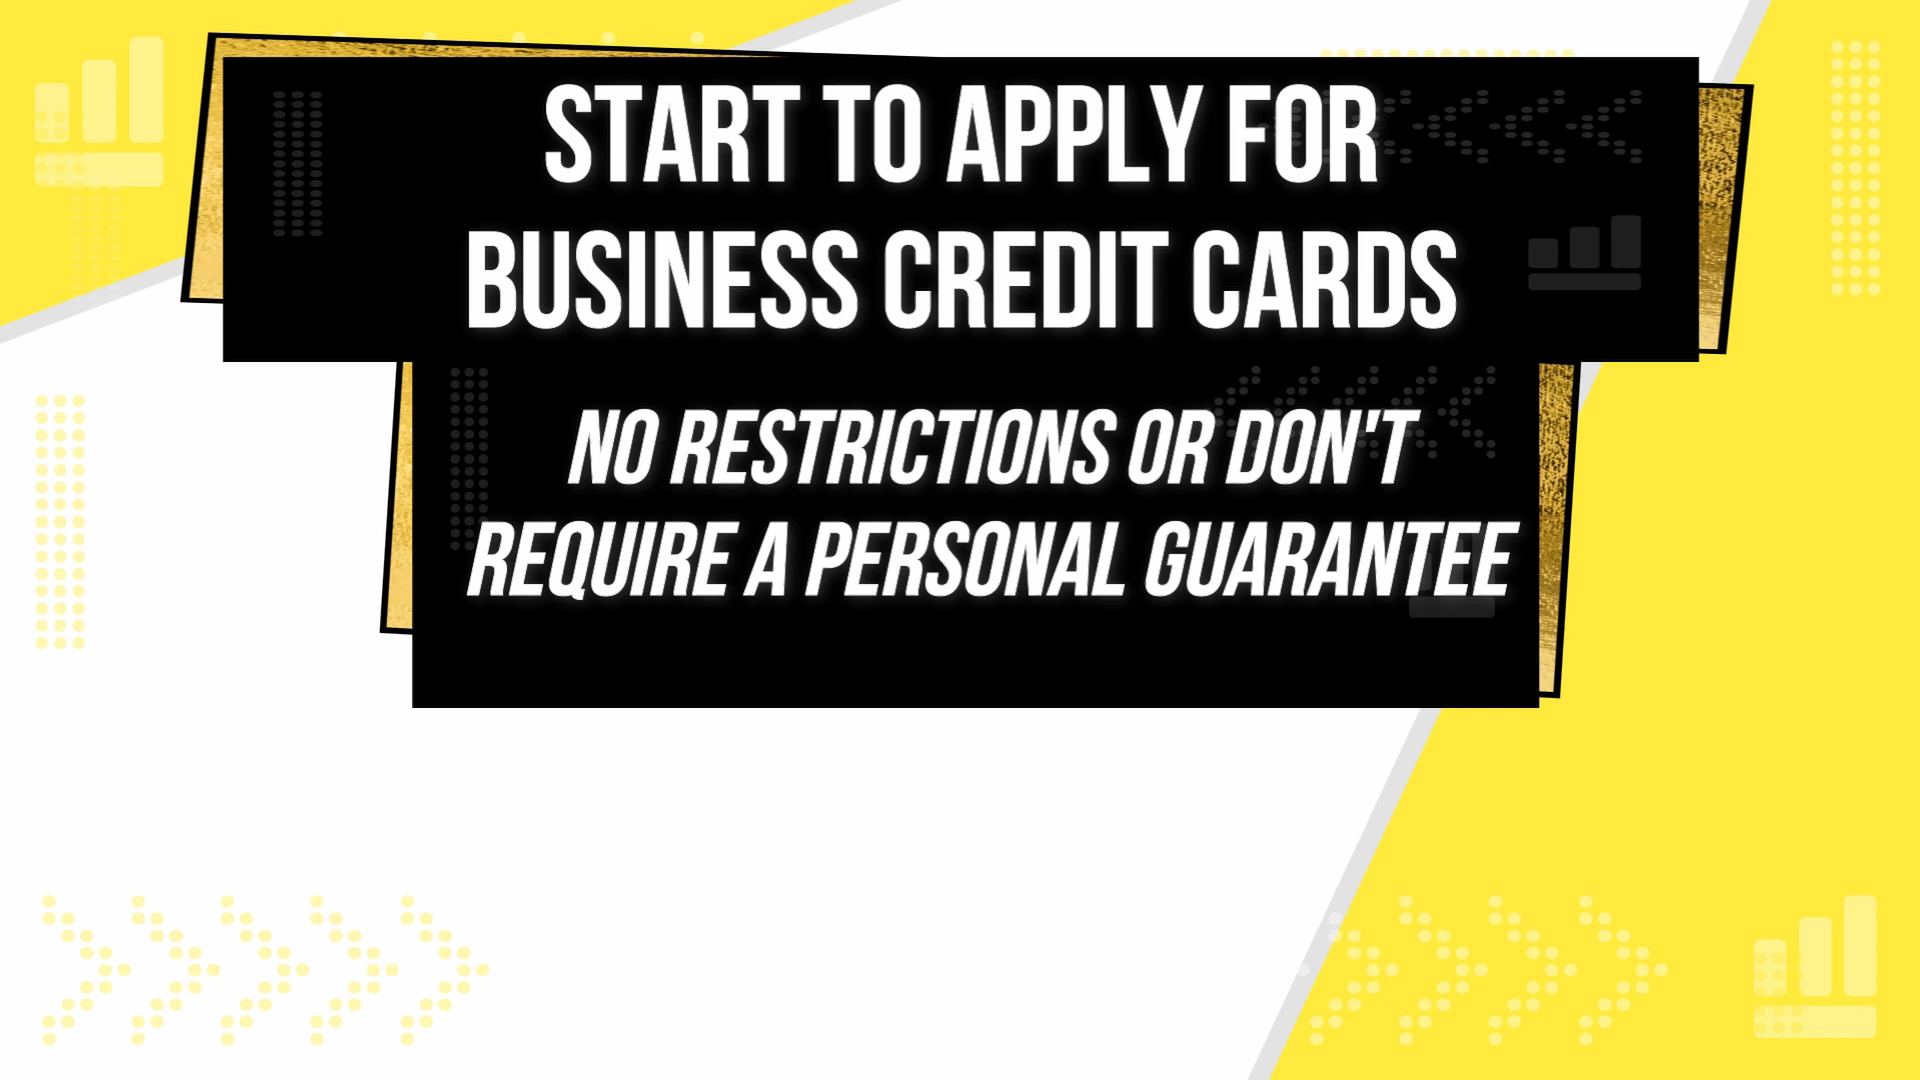 START TO APPLY FOR
BUSINESS CREDIT CARDS
NO RESTRICTIONS OR DON'T
REQUIRE A PERSONAL GUARANTEE